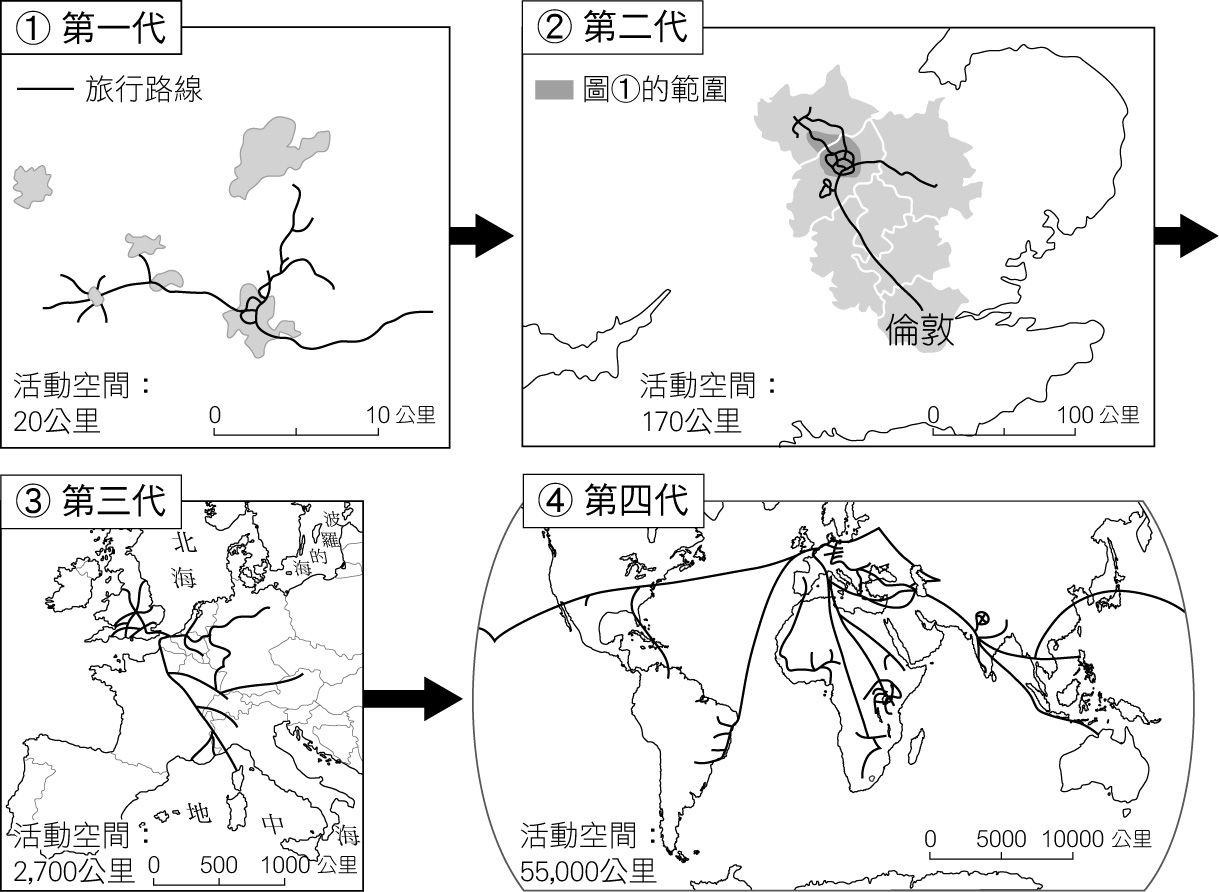 ① 第一代
旅行路線
活動空間：
20公里
0 10 公里
② 第二代
圖①的範圍
倫敦
活動空間：
170公里
0 100 公里
③ 第三代
北海
波羅的海
地中海
活動空間：
2,700公里
0 500 1000 公里
④ 第四代
活動空間：
55,000公里
0 5000 10000 公里